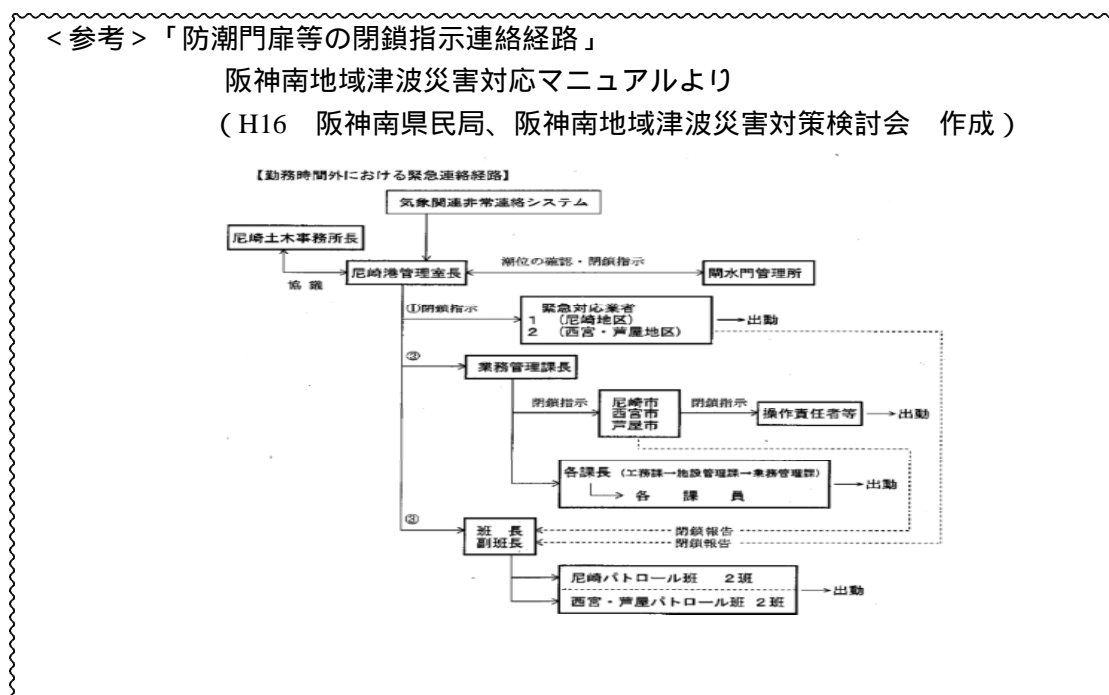 <参考>「防潮門扉等の閉鎖指示連絡経路」
阪神南地域津波災害対応マニュアルより
(H16 阪神南県民局、阪神南地域津波災害対策検討会 作成)
【勤務時間外における緊急連絡経路】
気象関連非常連絡システム
尼崎土木事務所長
協議
尼崎港管理室長
潮位の確認・閉鎖指示
閘水門管理所
①閉鎖指示
緊急対応業者
1 (尼崎地区)
2 (西宮・芦屋地区)
出動
②
業務管理課長
閉鎖指示
尼崎市
西宮市
芦屋市
閉鎖指示
操作責任者等
出動
各課長(工務課→施設管理課→業務管理課)
各課員
出動
③
班長
副班長
閉鎖報告
閉鎖報告
尼崎パトロール班 2班
西宮・芦屋パトロール班 2班
出動